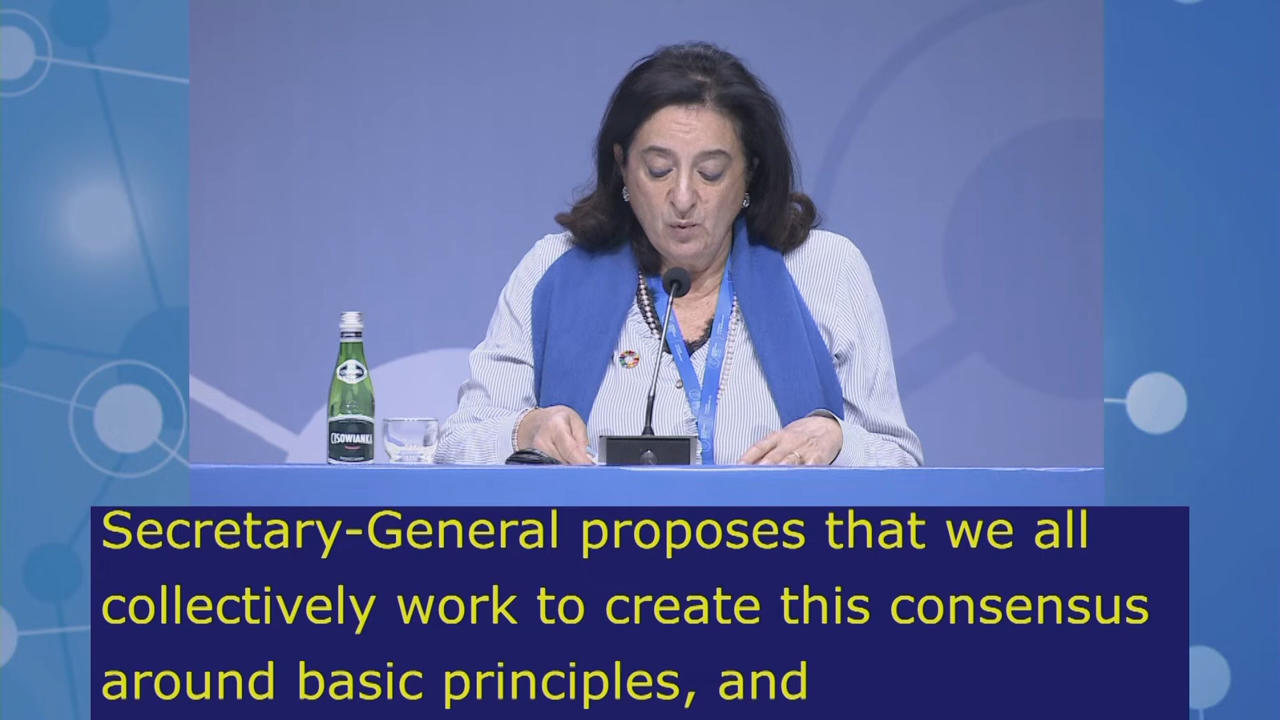 CISOWIANKA
Secretary-General proposes that we all
collectively work to create this consensus
around basic principles, and